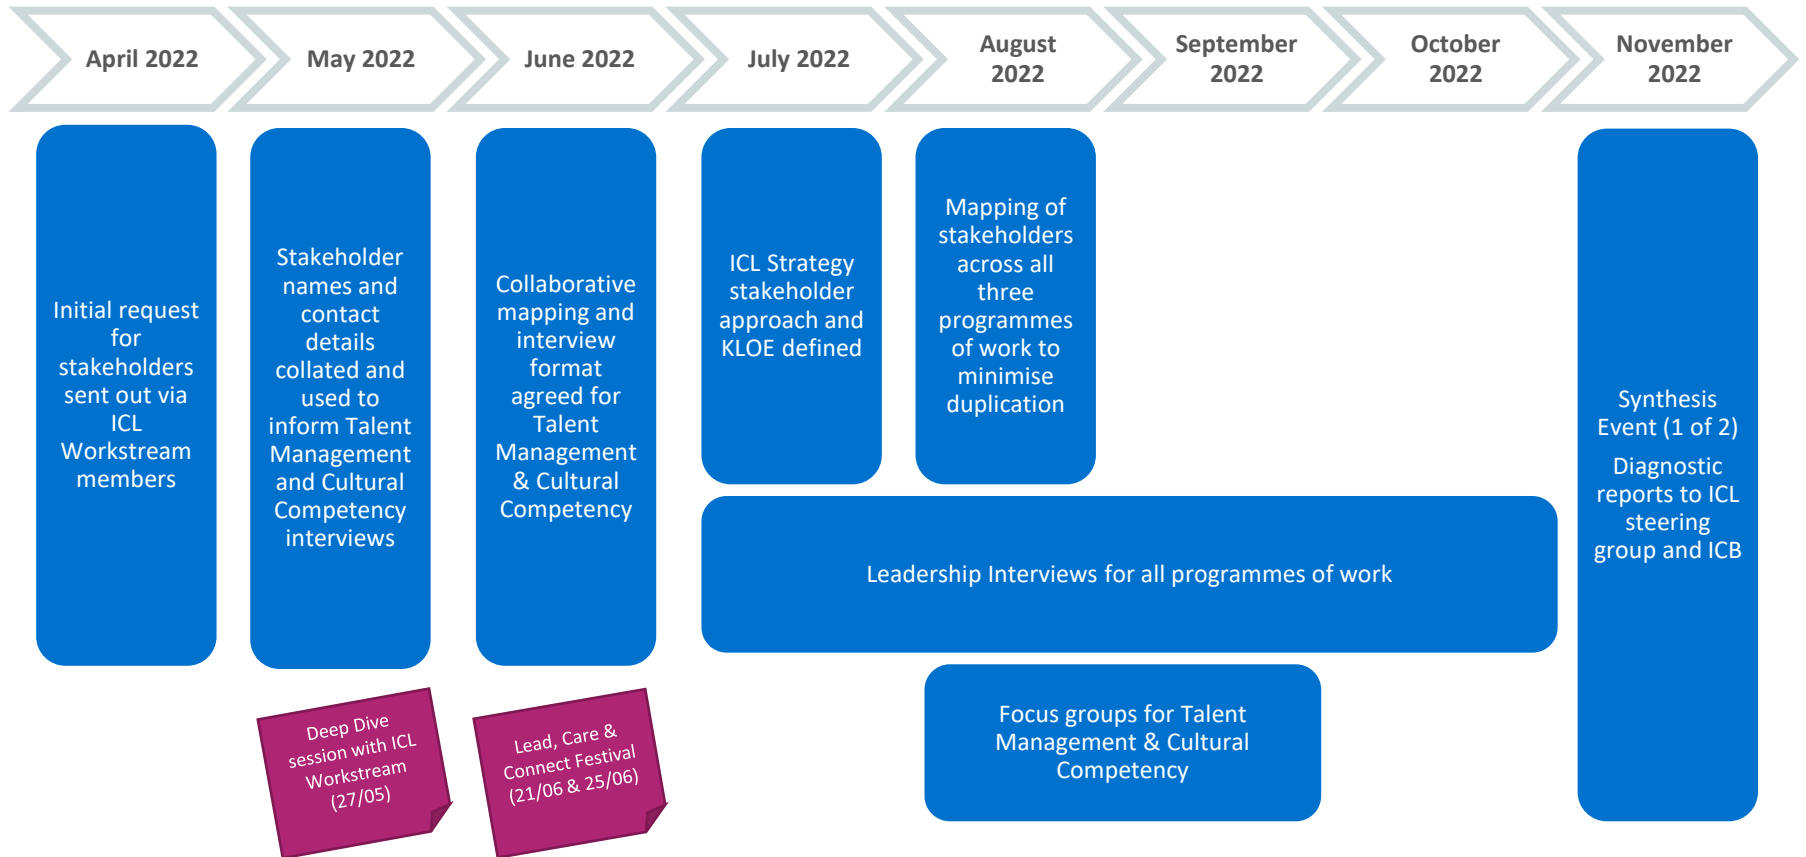 April 2022
May 2022
June 2022
July 2022
August
2022
September
2022
October
2022
November
2022
Initial request
for
stakeholders
sent out via
ICL
Workstream
members
Stakeholder
names and
contact
details
collated and
used to
inform Talent
Management
and Cultural
Competency
interviews
Collaborative
mapping and
interview
format
agreed for
Talent
Management
& Cultural
Competency
ICL Strategy
stakeholder
approach and
KLOE defined
Mapping of
stakeholders
across all
three
programmes
of work to
minimise
duplication
Synthesis
Event (1 of 2)
Diagnostic
reports to ICL
steering
group and ICB
Leadership Interviews for all programmes of work
Focus groups for Talent
Management & Cultural
Competency
Deep Dive
session with ICL
Workstream
(27/05)
Lead, Care &
Connect Festival
(21/06 & 25/06)